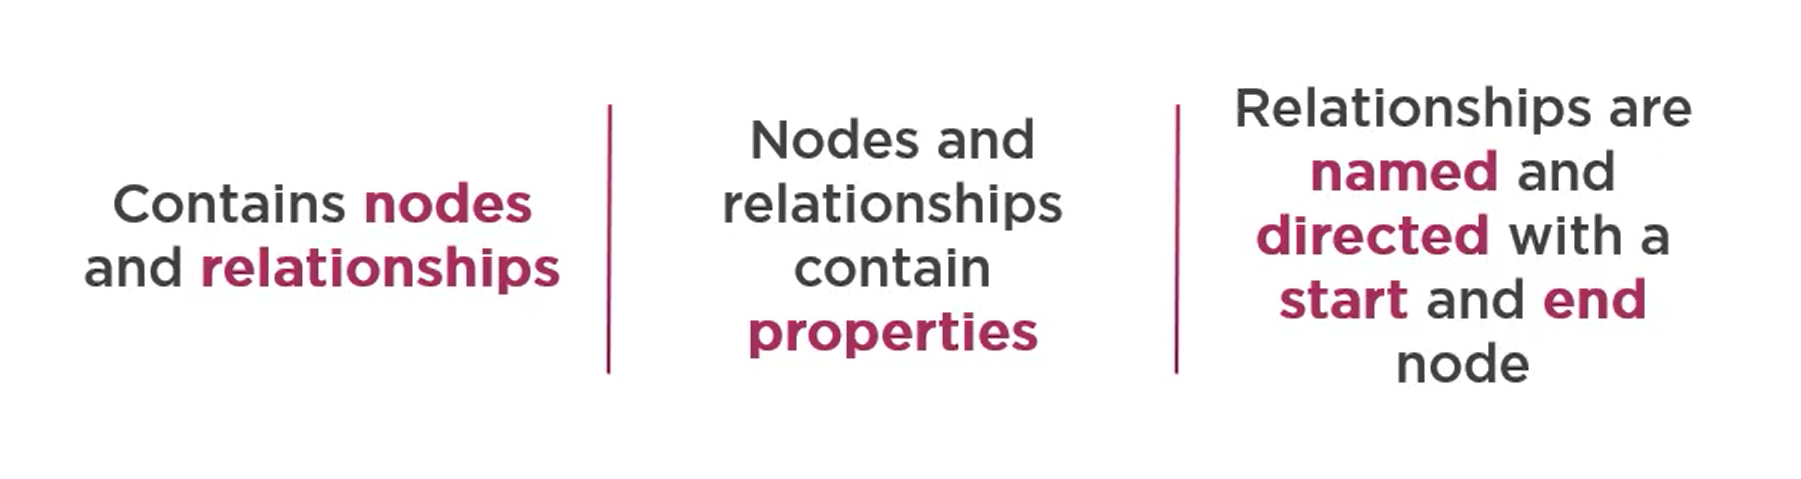 Contains nodes
and relationships
Nodes and
relationships
contain
properties
Relationships are
named and
directed with a
start and end
node